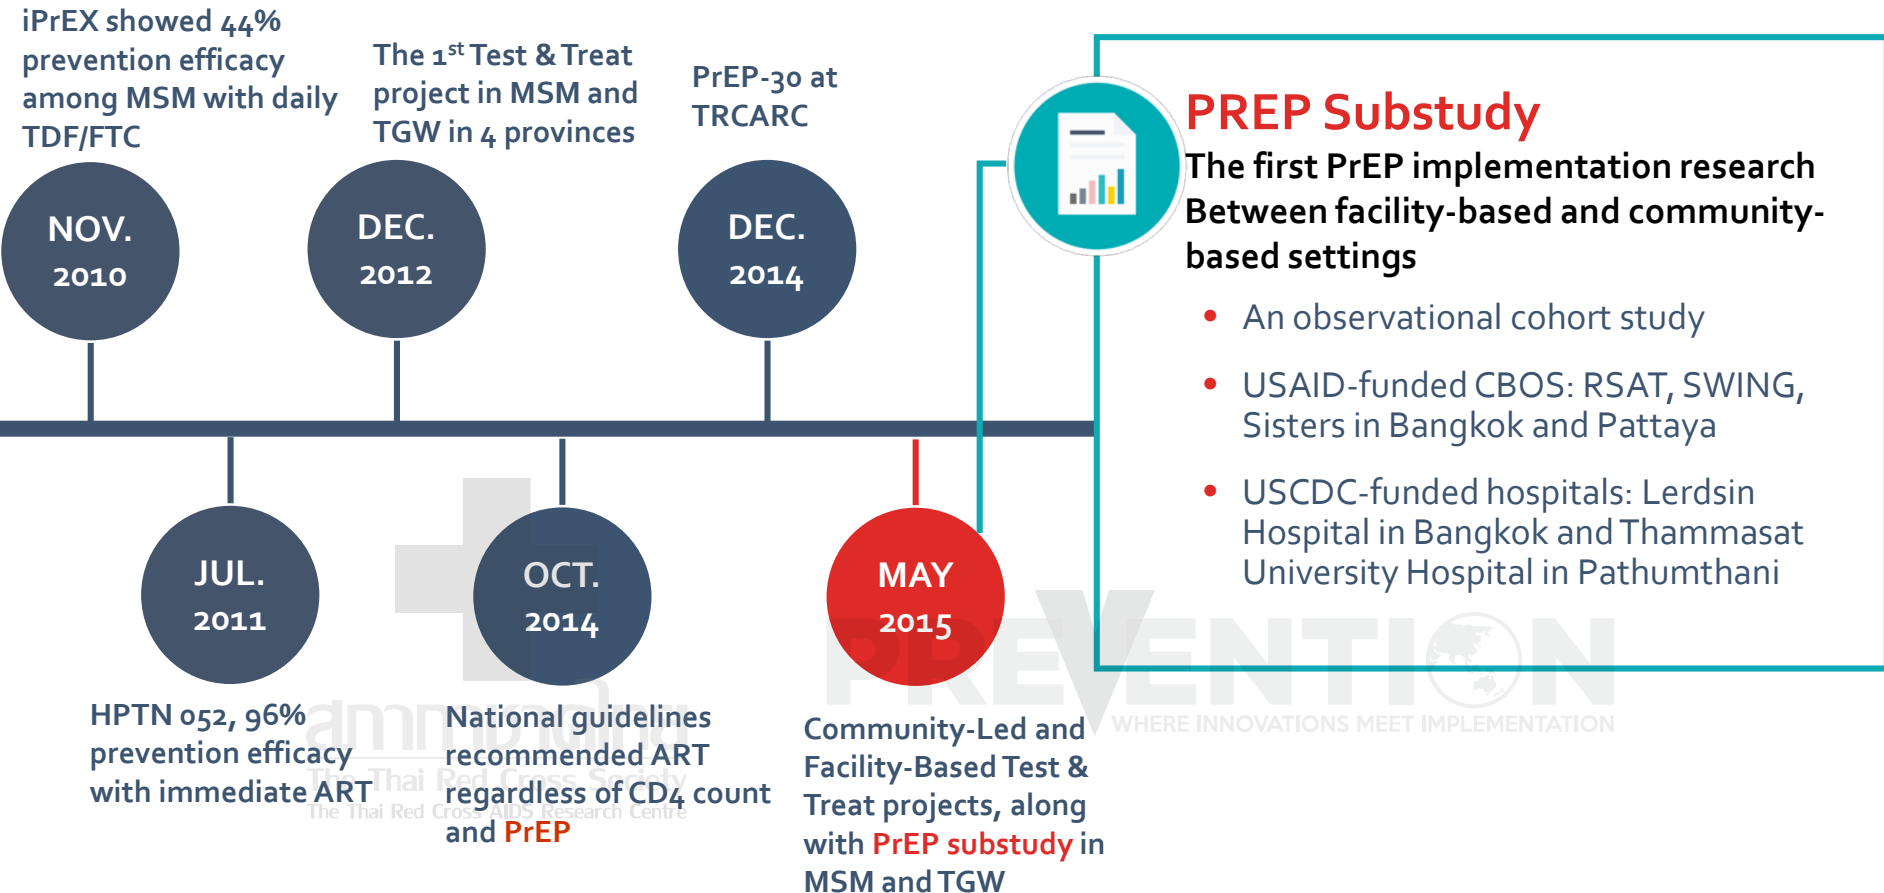 iPrEX showed 44%
prevention efficacy
among MSM with daily
TDF/FTC
NOV.
2010
The 1st Test & Treat
project in MSM and
TGW in 4 provinces
DEC.
2012
PrEP-30 at
TRCARC
DEC.
2014
JUL.
2011
HPTN 052, 96%
prevention efficacy
with immediate ART
OCT.
2014
National guidelines
recommended ART
regardless of CD4 count
and PrEP
MAY
2015
Community-Led and
Facility-Based Test &
Treat projects, along
with PrEP substudy in
MSM and TGW
PREP Substudy
The first PrEP implementation research
Between facility-based and community-
based settings
• An observational cohort study
• USAID-funded CBOS: RSAT, SWING,
Sisters in Bangkok and Pattaya
• USCDC-funded hospitals: Lerdsin
Hospital in Bangkok and Thammasat
University Hospital in Pathumthani
The Thai Red Cross Society
The Thai Red Cross AIDS Research Centre
PREVENTION
WHERE INNOVATIONS MEET IMPLEMENTATION